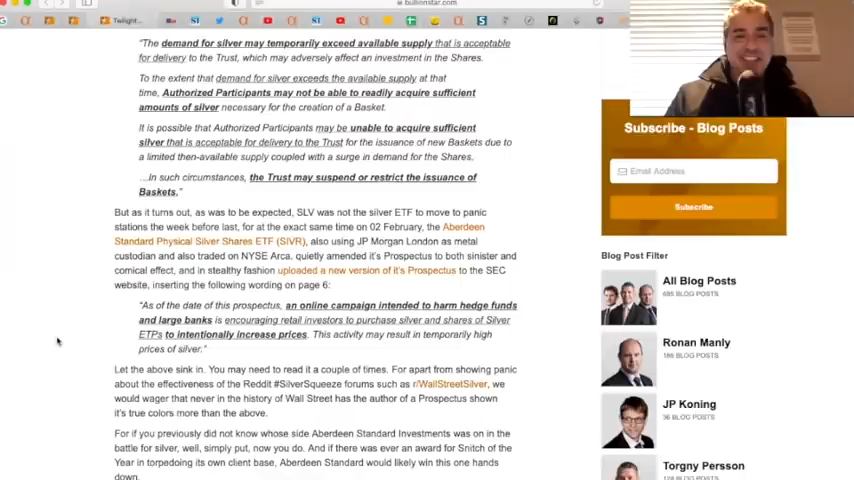 bullionstar.com
Twilight...
"The demand for silver may temporarily exceed available supply that is acceptable
for delivery to the Trust, which may adversely affect an investment in the Shares.
To the extent that demand for silver exceeds the available supply at that
time, Authorized Participants may not be able to readily acquire sufficient
amounts of silver necessary for the creation of a Basket.
It is possible that Authorized Participants may be unable to acquire sufficient
silver that is acceptable for delivery to the Trust for the issuance of new Baskets due to
a limited then-available supply coupled with a surge in demand for the Shares.
…In such circumstances, the Trust may suspend or restrict the issuance of
Baskets."
But as it turns out, as was to be expected, SLV was not the silver ETF to move to panic
stations the week before last, for at the exact same time on 02 February, the Aberdeen
Standard Physical Silver Shares ETF (SIVR), also using JP Morgan London as metal
custodian and also traded on NYSE Arca, quietly amended it's Prospectus to both sinister and
comical effect, and in stealthy fashion uploaded a new version of it's Prospectus to the SEC
website, inserting the following wording on page 6:
"As of the date of this prospectus, an online campaign intended to harm hedge funds
and large banks is encouraging retail investors to purchase silver and shares of Silver
ETPs to intentionally increase prices. This activity may result in temporarily high
prices of silver."
Let the above sink in. You may need to read it a couple of times. For apart from showing panic
about the effectiveness of the Reddit #SilverSqueeze forums such as r/WallStreetSilver, we
would wager that never in the history of Wall Street has the author of a Prospectus shown
it's true colors more than the above.
For if you previously did not know whose side Aberdeen Standard Investments was on in the
battle for silver, well, simply put, now you do. And if there was ever an award for Snitch of the
Year in torpedoing its own client base, Aberdeen Standard would likely win this one hands
down.
Subscribe - Blog Posts
Email Address
Subscribe
Blog Post Filter
All Blog Posts
685 BLOG POSTS
Ronan Manly
186 BLOG POSTS
JP Koning
36 BLOG POSTS
Torgny Persson
128 BLOG POSTS